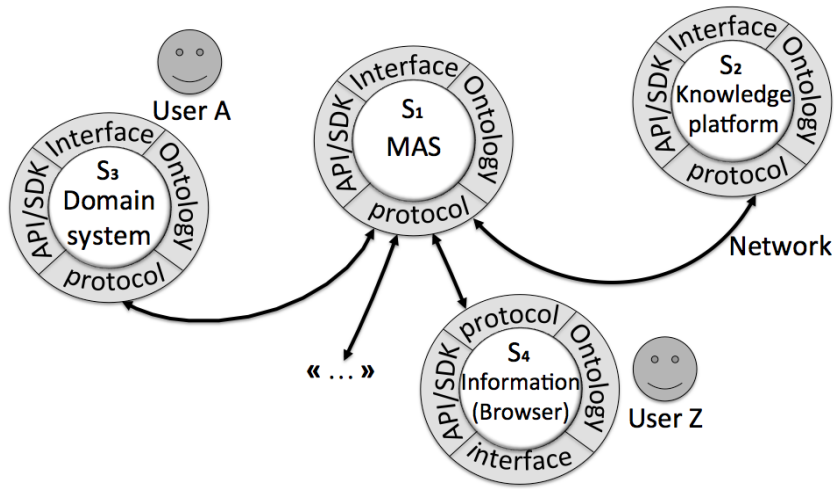 User A
Interface
API/SDK
Ontology
protocol
S₃
Domain
system
Interface
API/SDK
Ontology
protocol
S₁
MAS
Interface
API/SDK
Ontology
protocol
S₂
Knowledge
platform
Network
« ... »
protocol
API/SDK
Ontology
interface
S₄
Information
(Browser)
User Z